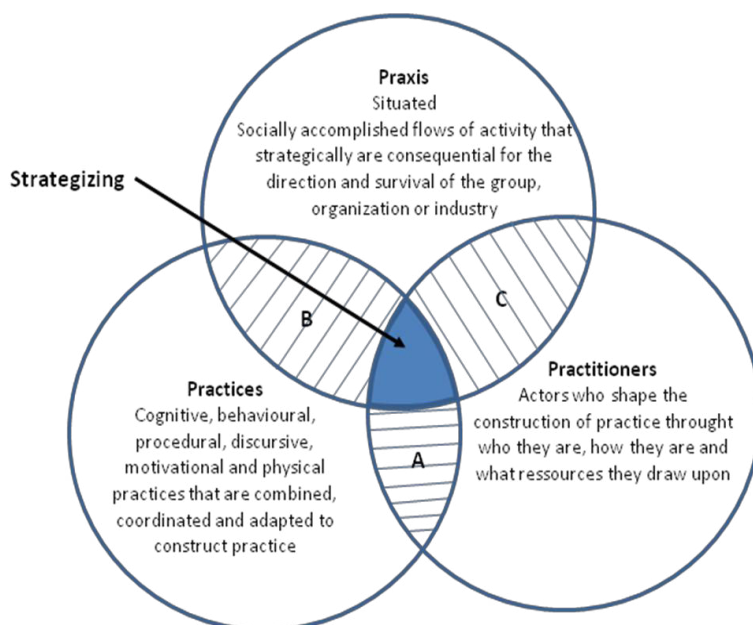 Praxis
Situated
Socially accomplished flows of activity that
strategically are consequential for the
direction and survival of the group,
organization or industry
Strategizing
B
C
Practices
Cognitive, behavioural,
procedural, discursive,
motivational and physical
practices that are combined,
coordinated and adapted to
construct practice
Practitioners
Actors who shape the
construction of practice throught
who they are, how they are and
what ressources they draw upon
A